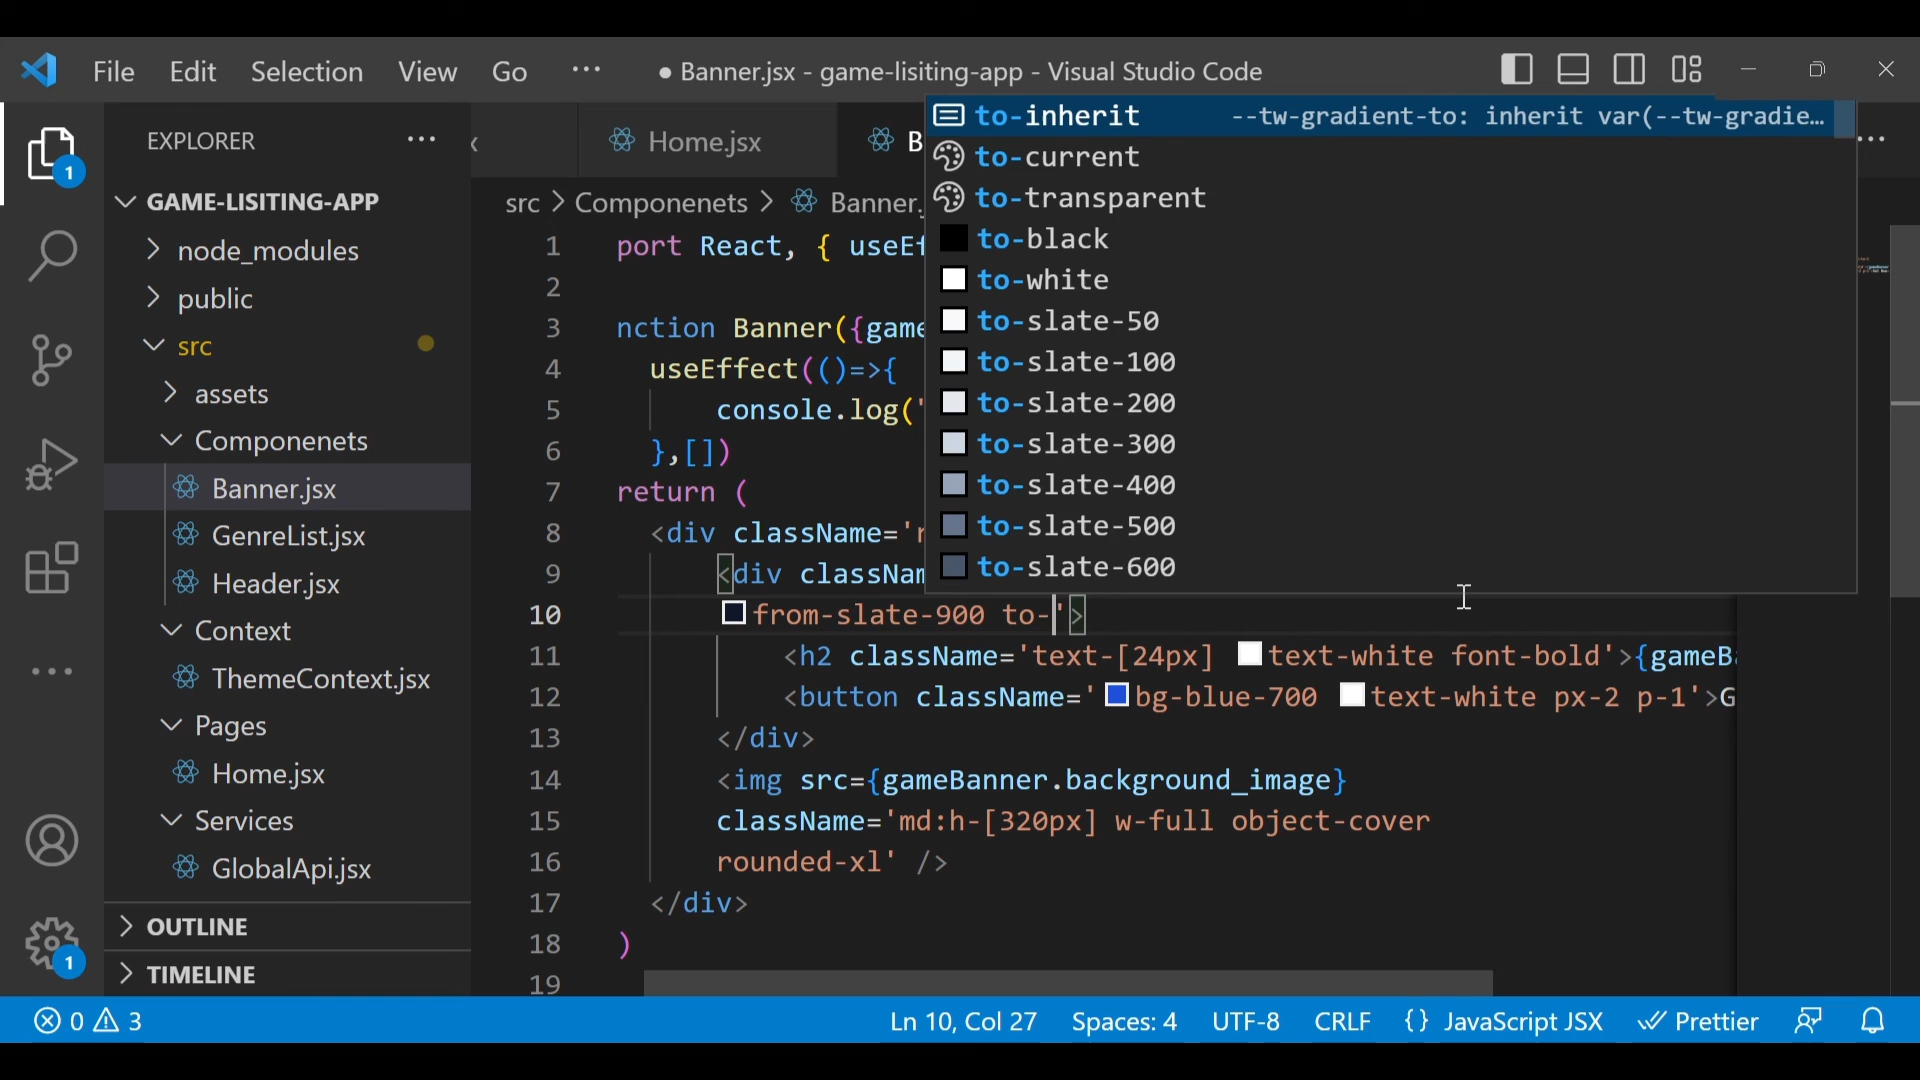 File Edit Selection View Go ··· ● Banner.jsx - game-lisiting-app - Visual Studio Code
EXPLORER ···
GAME-LISITING-APP
node_modules
public
src
assets
Componenets
Banner.jsx
GenreList.jsx
Header.jsx
Context
ThemeContext.jsx
Pages
Home.jsx
Services
GlobalApi.jsx
OUTLINE
TIMELINE
1
1
Home.jsx B
src > Componenets > Banner.
1 port React, { useEf
2
3 nction Banner({game
4 useEffect(()=>{
5 console.log('
6 },[])
7 return (
8 <div className='r
9 <div classNam
10 from-slate-900 to-'>
11 <h2 className='text-[24px] text-white font-bold'>{gameBa
12 <button className=' bg-blue-700 text-white px-2 p-1'>G
13 </div>
14 <img src={gameBanner.background_image}
15 className='md:h-[320px] w-full object-cover
16 rounded-xl' />
17 </div>
18 )
19
to-inherit --tw-gradient-to: inherit var(--tw-gradie…
to-current
to-transparent
to-black
to-white
to-slate-50
to-slate-100
to-slate-200
to-slate-300
to-slate-400
to-slate-500
to-slate-600
0 3 Ln 10, Col 27 Spaces: 4 UTF-8 CRLF {} JavaScript JSX Prettier